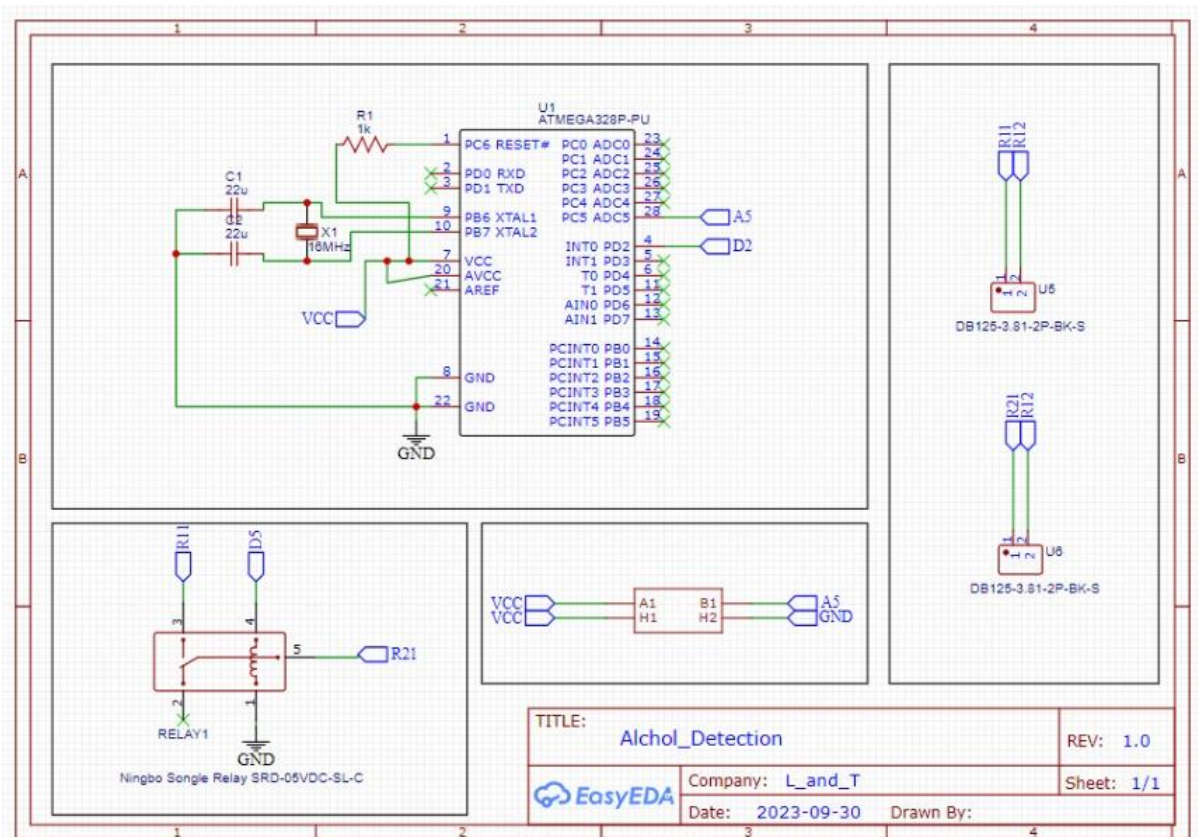 1
2
3
4
A
B
A
B
1
2
3
4
U1
ATMEGA328P-PU
R1
1k
1
PC6 RESET#
2
PD0 RXD
3
PD1 TXD
9
PB6 XTAL1
10
PB7 XTAL2
7
VCC
20
AVCC
21
AREF
8
GND
22
GND
PC0 ADC0
23
PC1 ADC1
24
PC2 ADC2
25
PC3 ADC3
26
PC4 ADC4
27
PC5 ADC5
28
A5
INT0 PD2
4
D2
INT1 PD3
5
T0 PD4
6
T1 PD5
11
AIN0 PD6
12
AIN1 PD7
13
PCINT0 PB0
14
PCINT1 PB1
15
PCINT2 PB2
16
PCINT3 PB3
17
PCINT4 PB4
18
PCINT5 PB5
19
C1
22u
C2
22u
X1
16MHz
VCC
GND
R11
R12
1
2
1
2
U5
DB125-3.81-2P-BK-S
R21
R12
1
2
1
2
U6
DB125-3.81-2P-BK-S
R11
D5
3
4
5
R21
2
1
RELAY1
GND
Ningbo Songle Relay SRD-05VDC-SL-C
VCC
A1
B1
A5
VCC
H1
H2
GND
TITLE:
Alchol_Detection
REV: 1.0
EasyEDA
Company: L_and_T
Sheet: 1/1
Date: 2023-09-30
Drawn By: